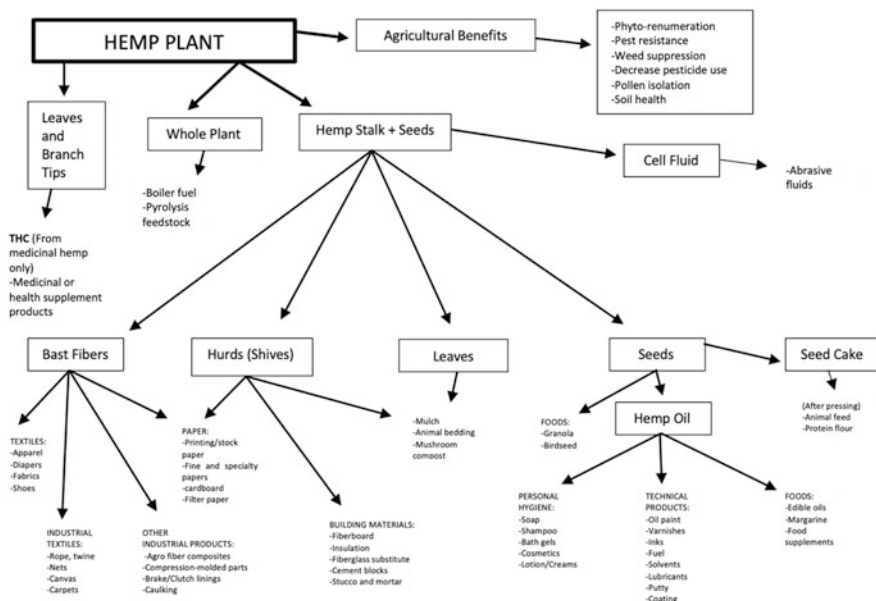 HEMP PLANT
Agricultural Benefits
-Phyto-renumeration
-Pest resistance
-Weed suppression
-Decrease pesticide use
-Pollen isolation
-Soil health
Leaves
and
Branch
Tips
Whole Plant
Hemp Stalk + Seeds
Cell Fluid
-Abrasive
fluids
-Boiler fuel
-Pyrolysis
feedstock
THC (From
medicinal hemp
only)
-Medicinal or
health supplement
products
Bast Fibers
Hurds (Shives)
Leaves
Seeds
Seed Cake
TEXTILES:
-Apparel
-Diapers
-Fabrics
-Shoes
PAPER:
-Printing/stock
paper
-Fine and specialty
papers
-cardboard
-Filter paper
-Mulch
-Animal bedding
-Mushroom
compost
FOODS:
-Granola
-Birdseed
Hemp Oil
(After pressing)
-Animal feed
-Protein flour
INDUSTRIAL
TEXTILES:
-Rope, twine
-Nets
-Canvas
-Carpets
OTHER
INDUSTRIAL PRODUCTS:
-Agro fiber composites
-Compression-molded parts
-Brake/Clutch linings
-Caulking
BUILDING MATERIALS:
-Fiberboard
-Insulation
-Fiberglass substitute
-Cement blocks
-Stucco and mortar
PERSONAL
HYGIENE:
-Soap
-Shampoo
-Bath gels
-Cosmetics
-Lotion/Creams
TECHNICAL
PRODUCTS:
-Oil paint
-Varnishes
-Inks
-Fuel
-Solvents
-Lubricants
-Putty
-Coating
FOODS:
-Edible oils
-Margarine
-Food
supplements